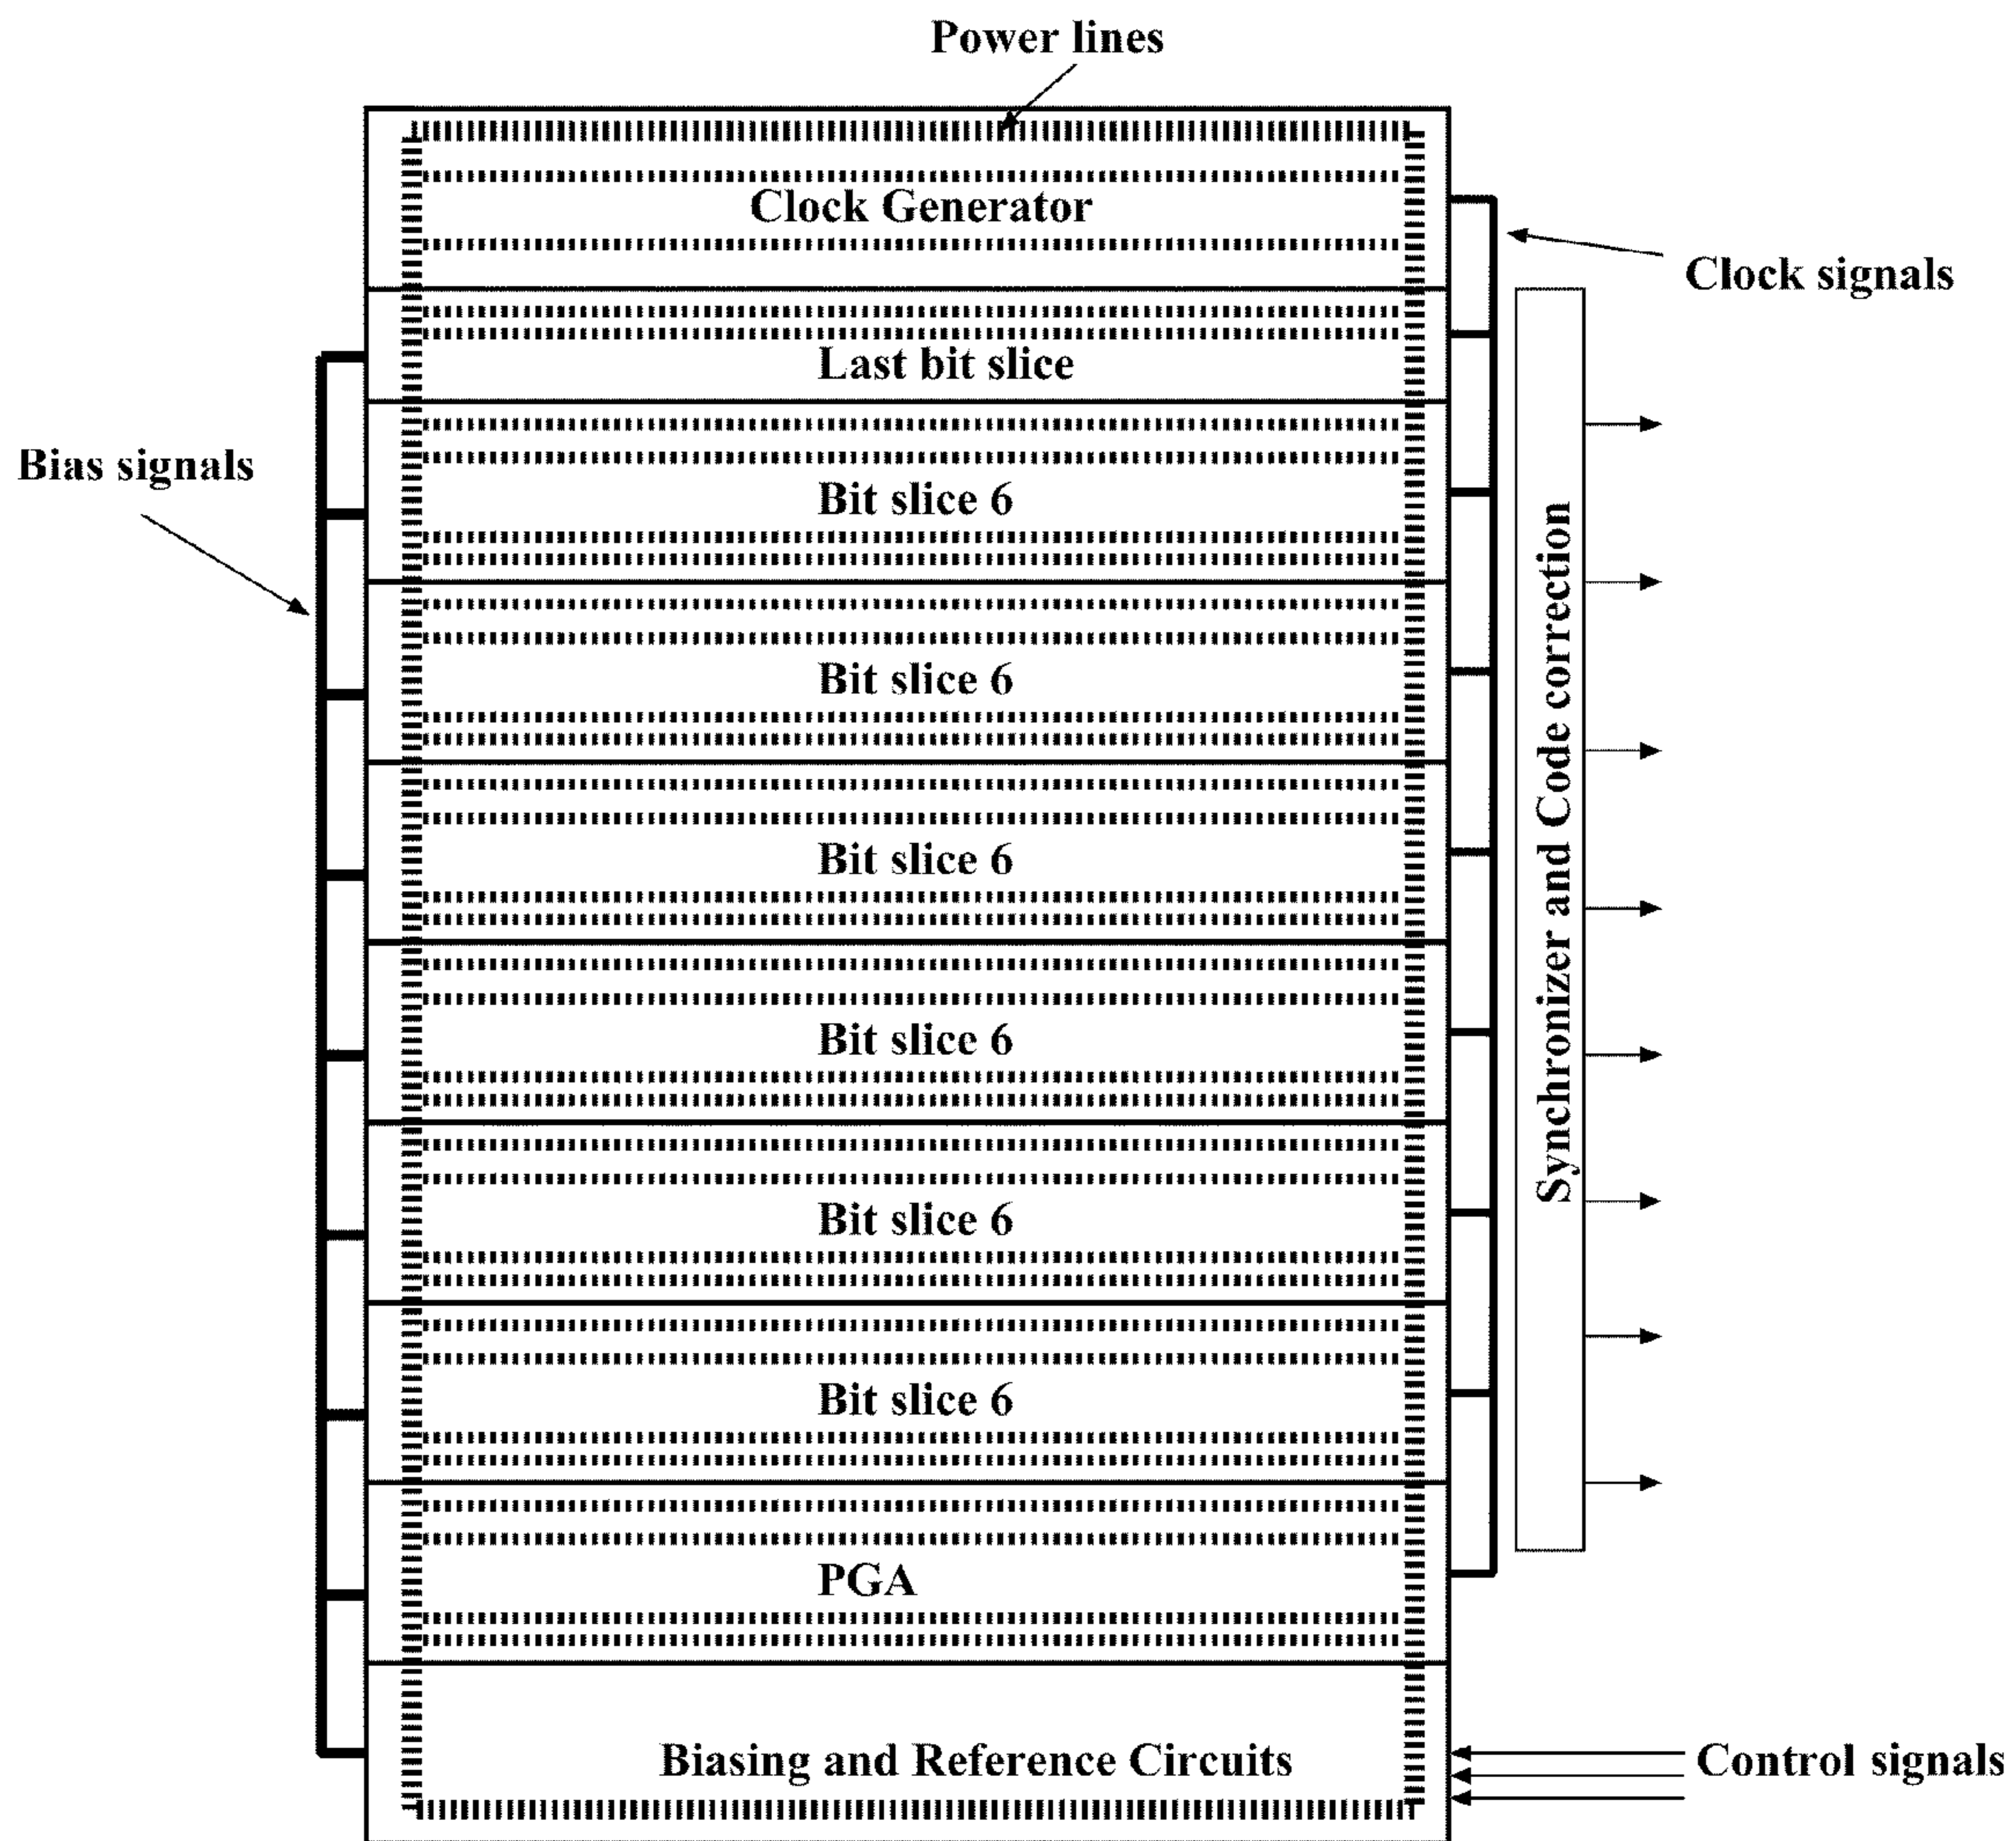 Power lines
Clock Generator
Clock signals
Last bit slice
Bias signals
Bit slice 6
Bit slice 6
Bit slice 6
Bit slice 6
Bit slice 6
Bit slice 6
Synchronizer and Code correction
PGA
Biasing and Reference Circuits
Control signals